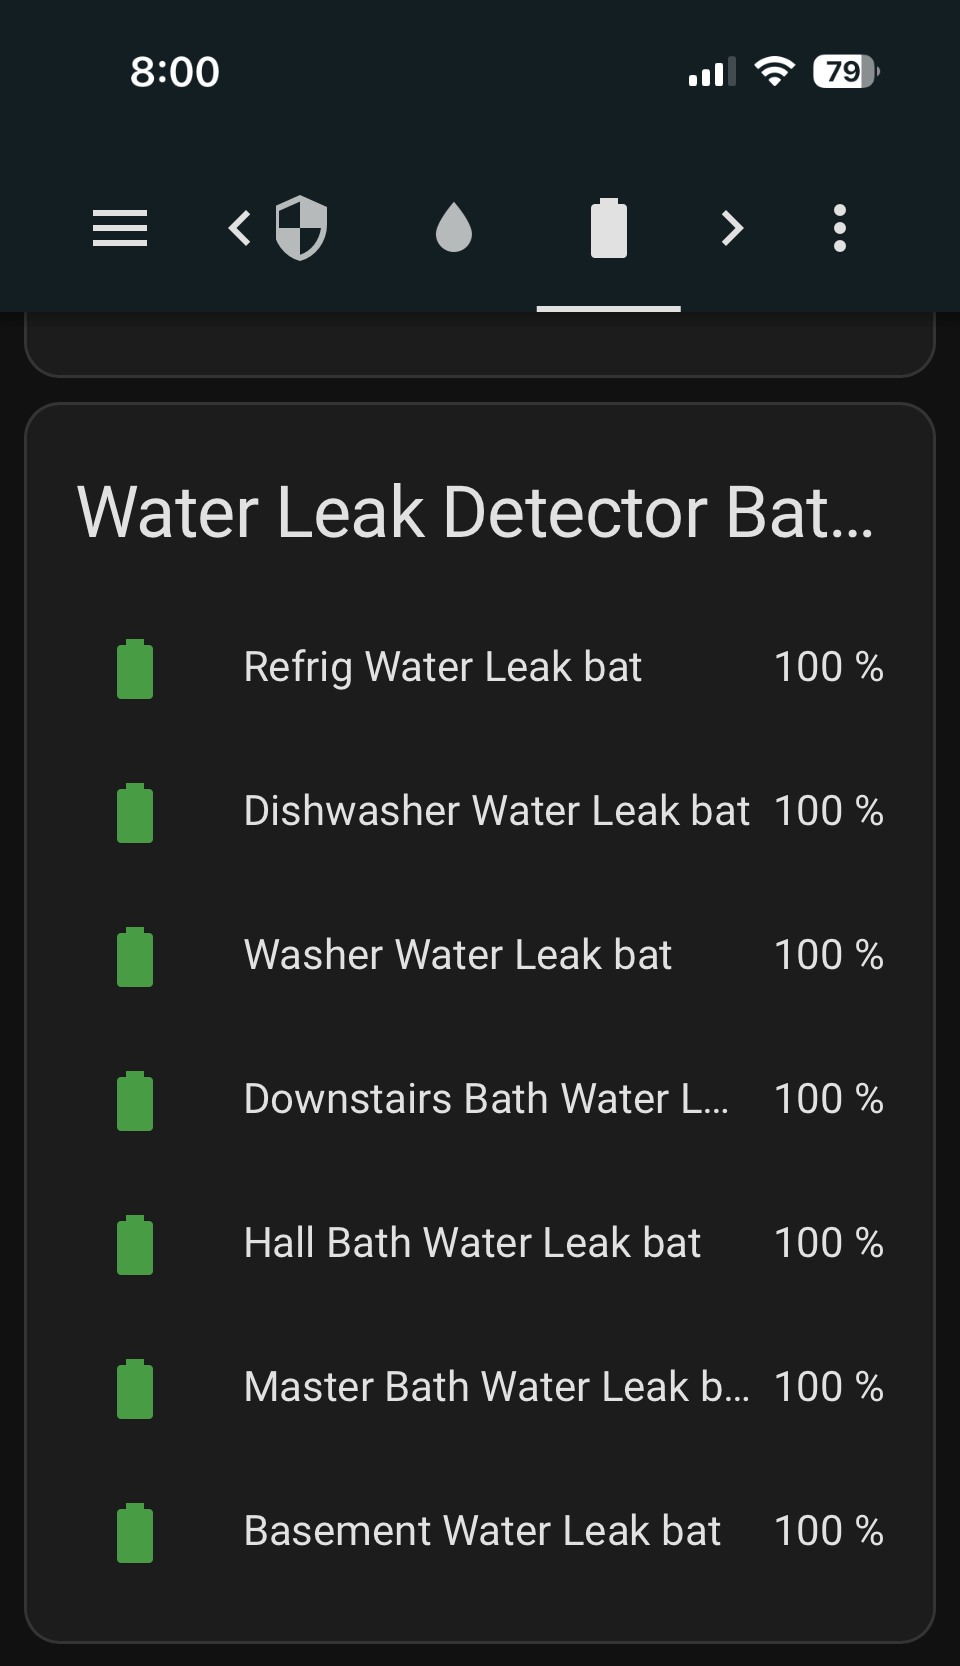 8:00
79
Water Leak Detector Bat...
Refrig Water Leak bat 100 %
Dishwasher Water Leak bat 100 %
Washer Water Leak bat 100 %
Downstairs Bath Water L... 100 %
Hall Bath Water Leak bat 100 %
Master Bath Water Leak b... 100 %
Basement Water Leak bat 100 %